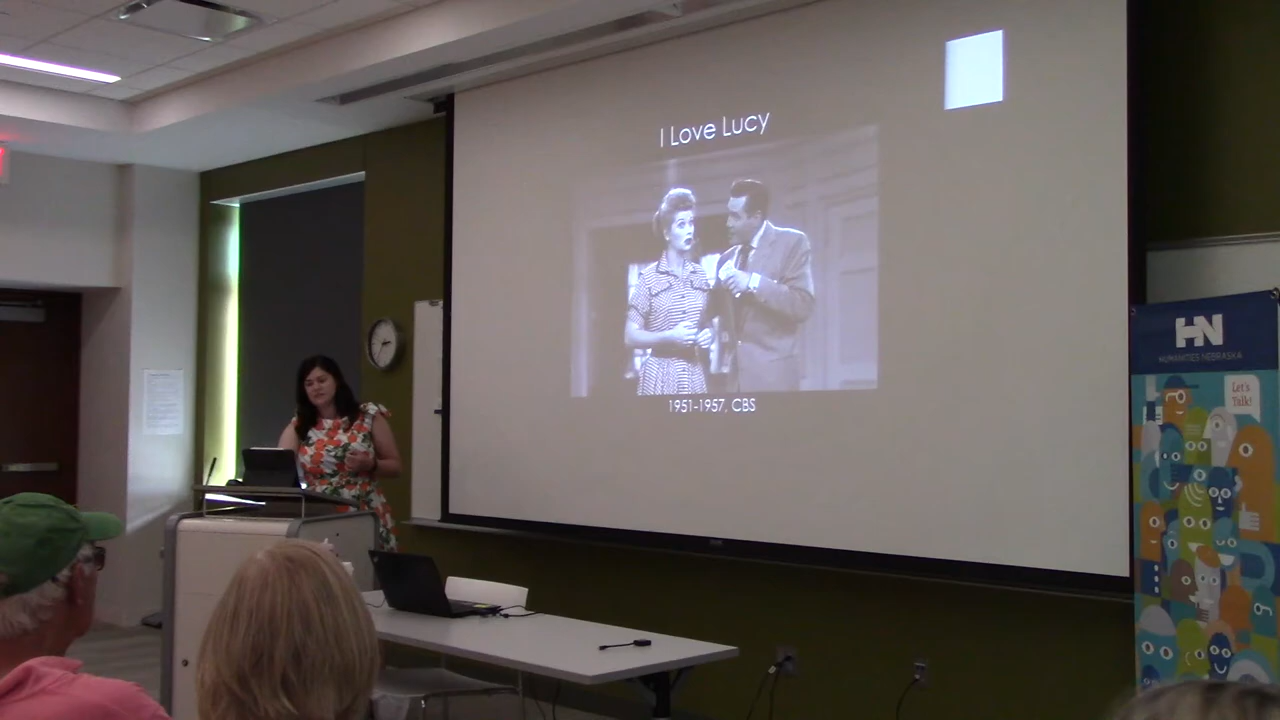 I Love Lucy
1951-1957, CBS
HN
HUMANITIES NEBRASKA
Let's
Talk!